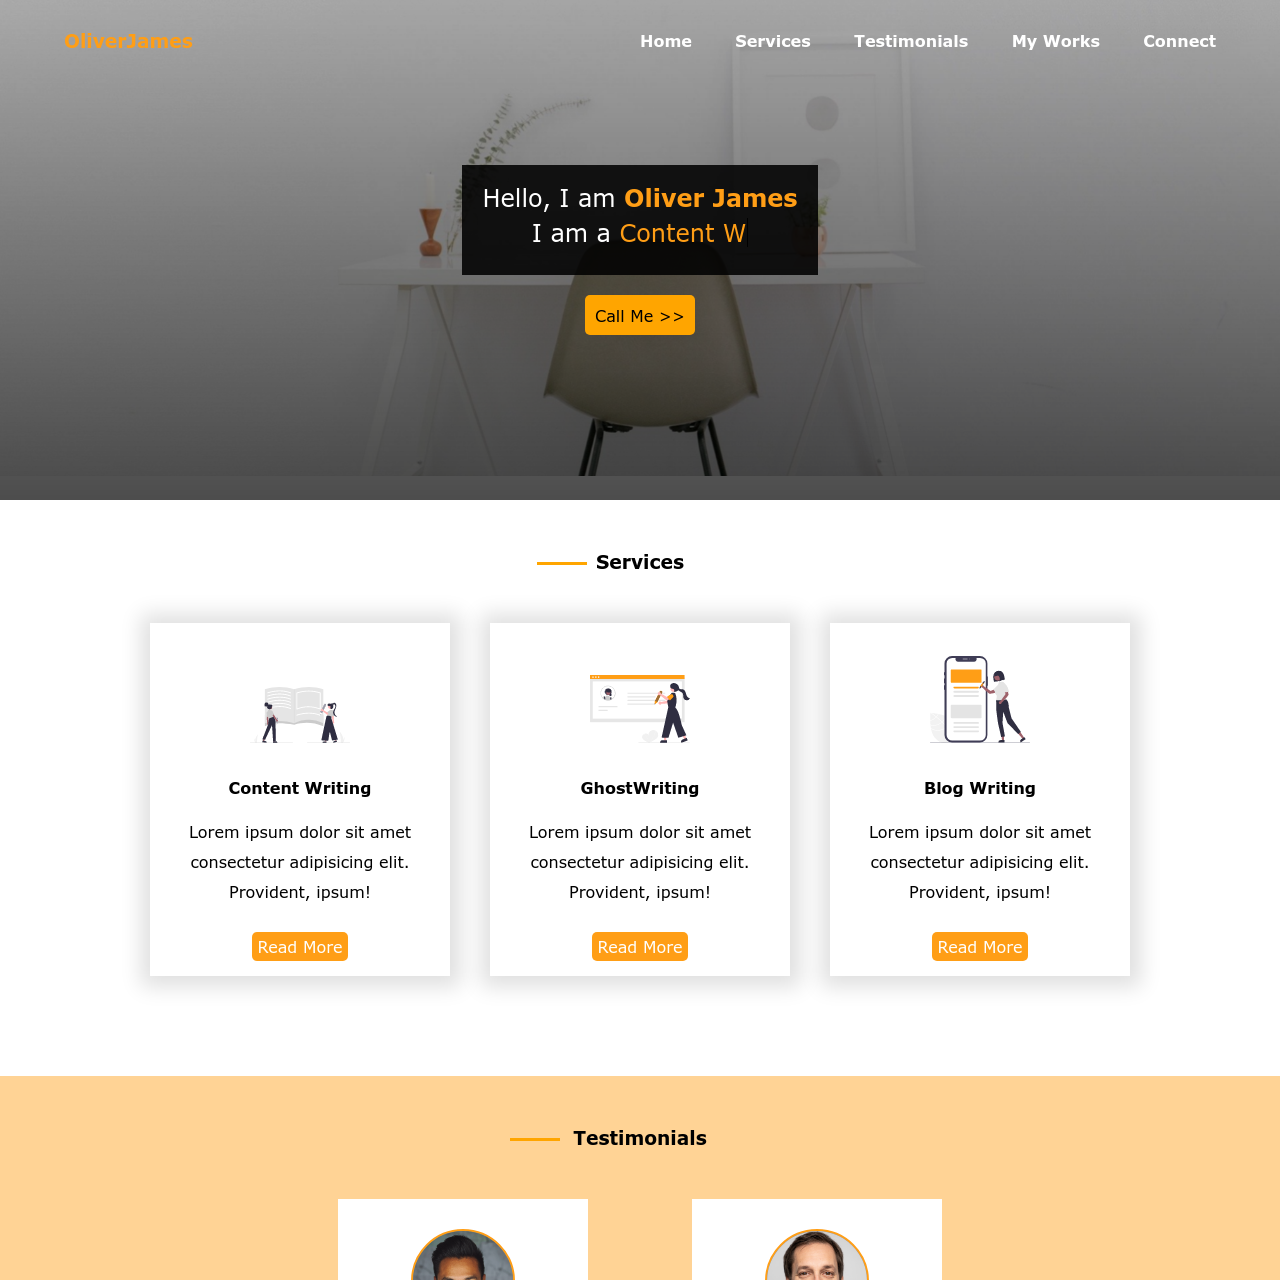 OliverJames
Home Services Testimonials My Works Connect
Hello, I am Oliver James
I am a Content W
Call Me >>
Services
Content Writing
Lorem ipsum dolor sit amet
consectetur adipisicing elit.
Provident, ipsum!
Read More
GhostWriting
Lorem ipsum dolor sit amet
consectetur adipisicing elit.
Provident, ipsum!
Read More
Blog Writing
Lorem ipsum dolor sit amet
consectetur adipisicing elit.
Provident, ipsum!
Read More
Testimonials